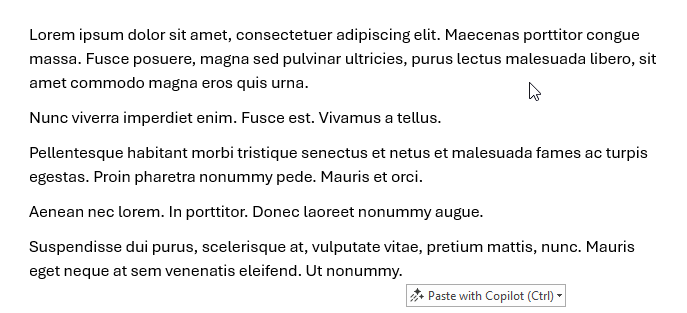 Lorem ipsum dolor sit amet, consectetuer adipiscing elit. Maecenas porttitor congue
massa. Fusce posuere, magna sed pulvinar ultricies, purus lectus malesuada libero, sit
amet commodo magna eros quis urna.
Nunc viverra imperdiet enim. Fusce est. Vivamus a tellus.
Pellentesque habitant morbi tristique senectus et netus et malesuada fames ac turpis
egestas. Proin pharetra nonummy pede. Mauris et orci.
Aenean nec lorem. In porttitor. Donec laoreet nonummy augue.
Suspendisse dui purus, scelerisque at, vulputate vitae, pretium mattis, nunc. Mauris
eget neque at sem venenatis eleifend. Ut nonummy.
Paste with Copilot (Ctrl)